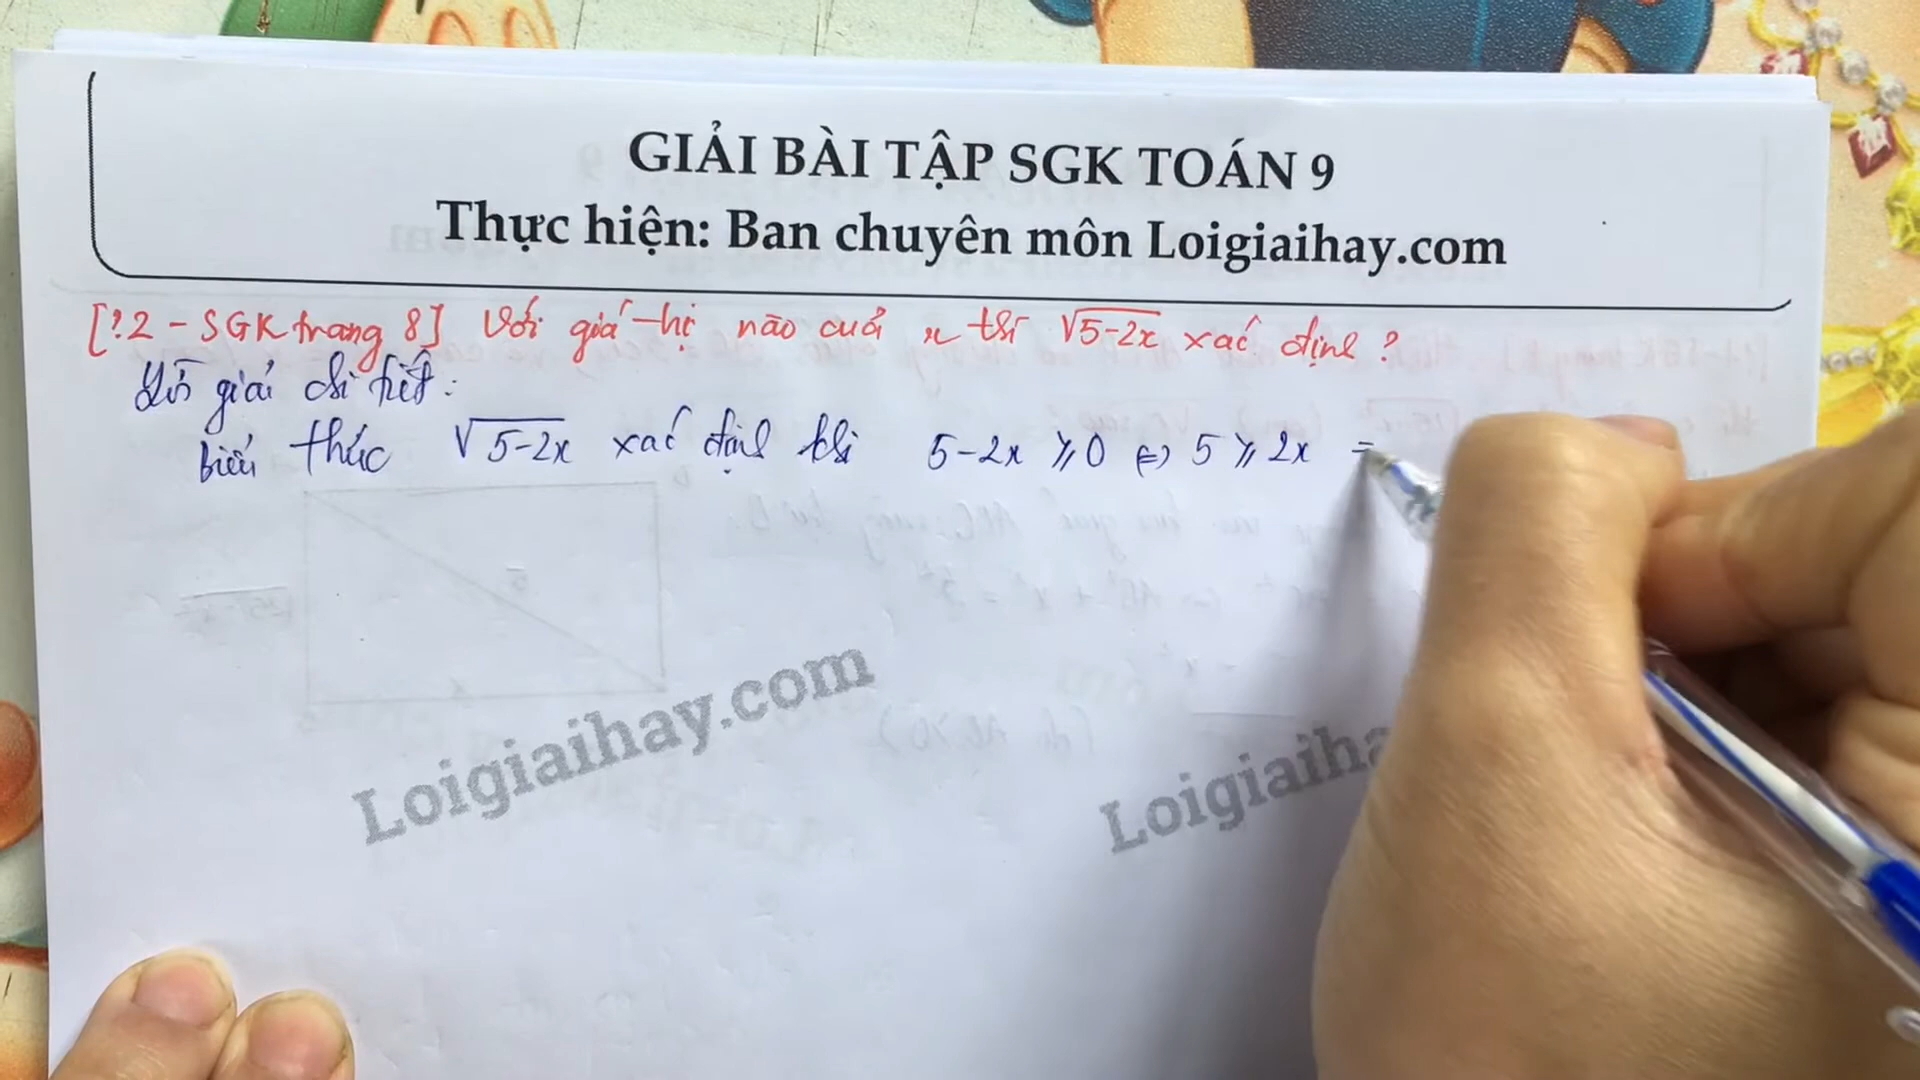 GIẢI BÀI TẬP SGK TOÁN 9
Thực hiện: Ban chuyên môn Loigiaihay.com
[?2 - SGK trang 8] Với giá trị nào của x thì √5-2x xác định ?
Lời giải chi tiết:
biểu thức √5-2x xác định khi 5-2x ⩾ 0 ⇔ 5 ⩾ 2x =
Loigiaihay.com
Loigiaiha